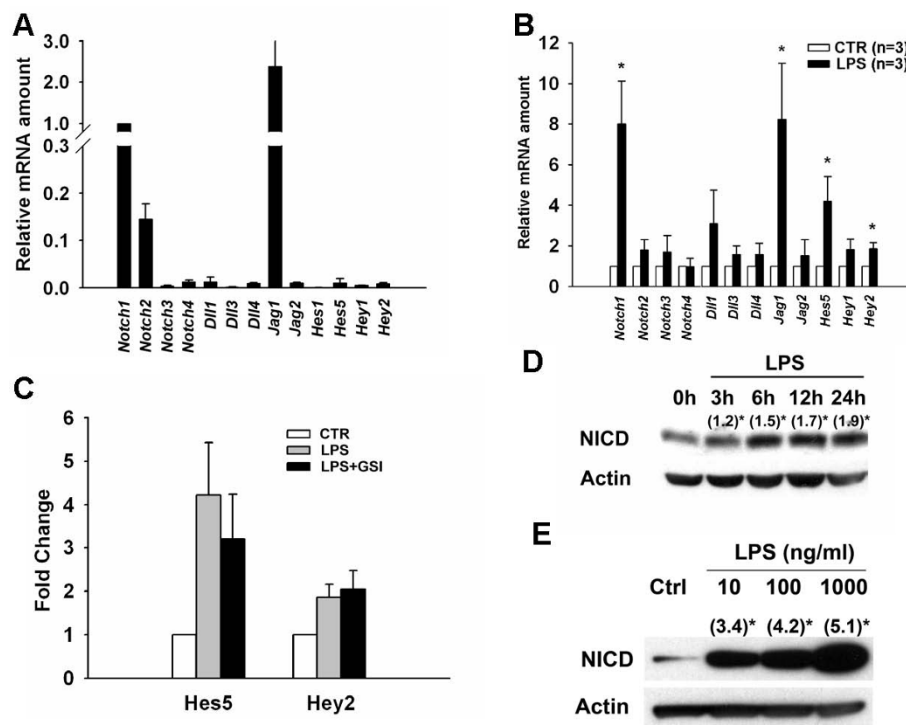 A
Relative mRNA amount
3.0
2.0
1.0
0.3
0.2
0.1
0.0
Notch1
Notch2
Notch3
Notch4
Dll1
Dll3
Dll4
Jag1
Jag2
Hes1
Hes5
Hey1
Hey2
B
Relative mRNA amount
12
10
8
6
4
2
0
CTR (n=3)
LPS (n=3)
*
*
*
*
Notch1
Notch2
Notch3
Notch4
Dll1
Dll3
Dll4
Jag1
Jag2
Hes5
Hey1
Hey2
C
Fold Change
6
5
4
3
2
1
0
CTR
LPS
LPS+GSI
Hes5 Hey2
D
LPS
0h 3h 6h 12h 24h
(1.2)* (1.5)* (1.7)* (1.9)*
NICD
Actin
E
LPS (ng/ml)
Ctrl 10 100 1000
(3.4)* (4.2)* (5.1)*
NICD
Actin